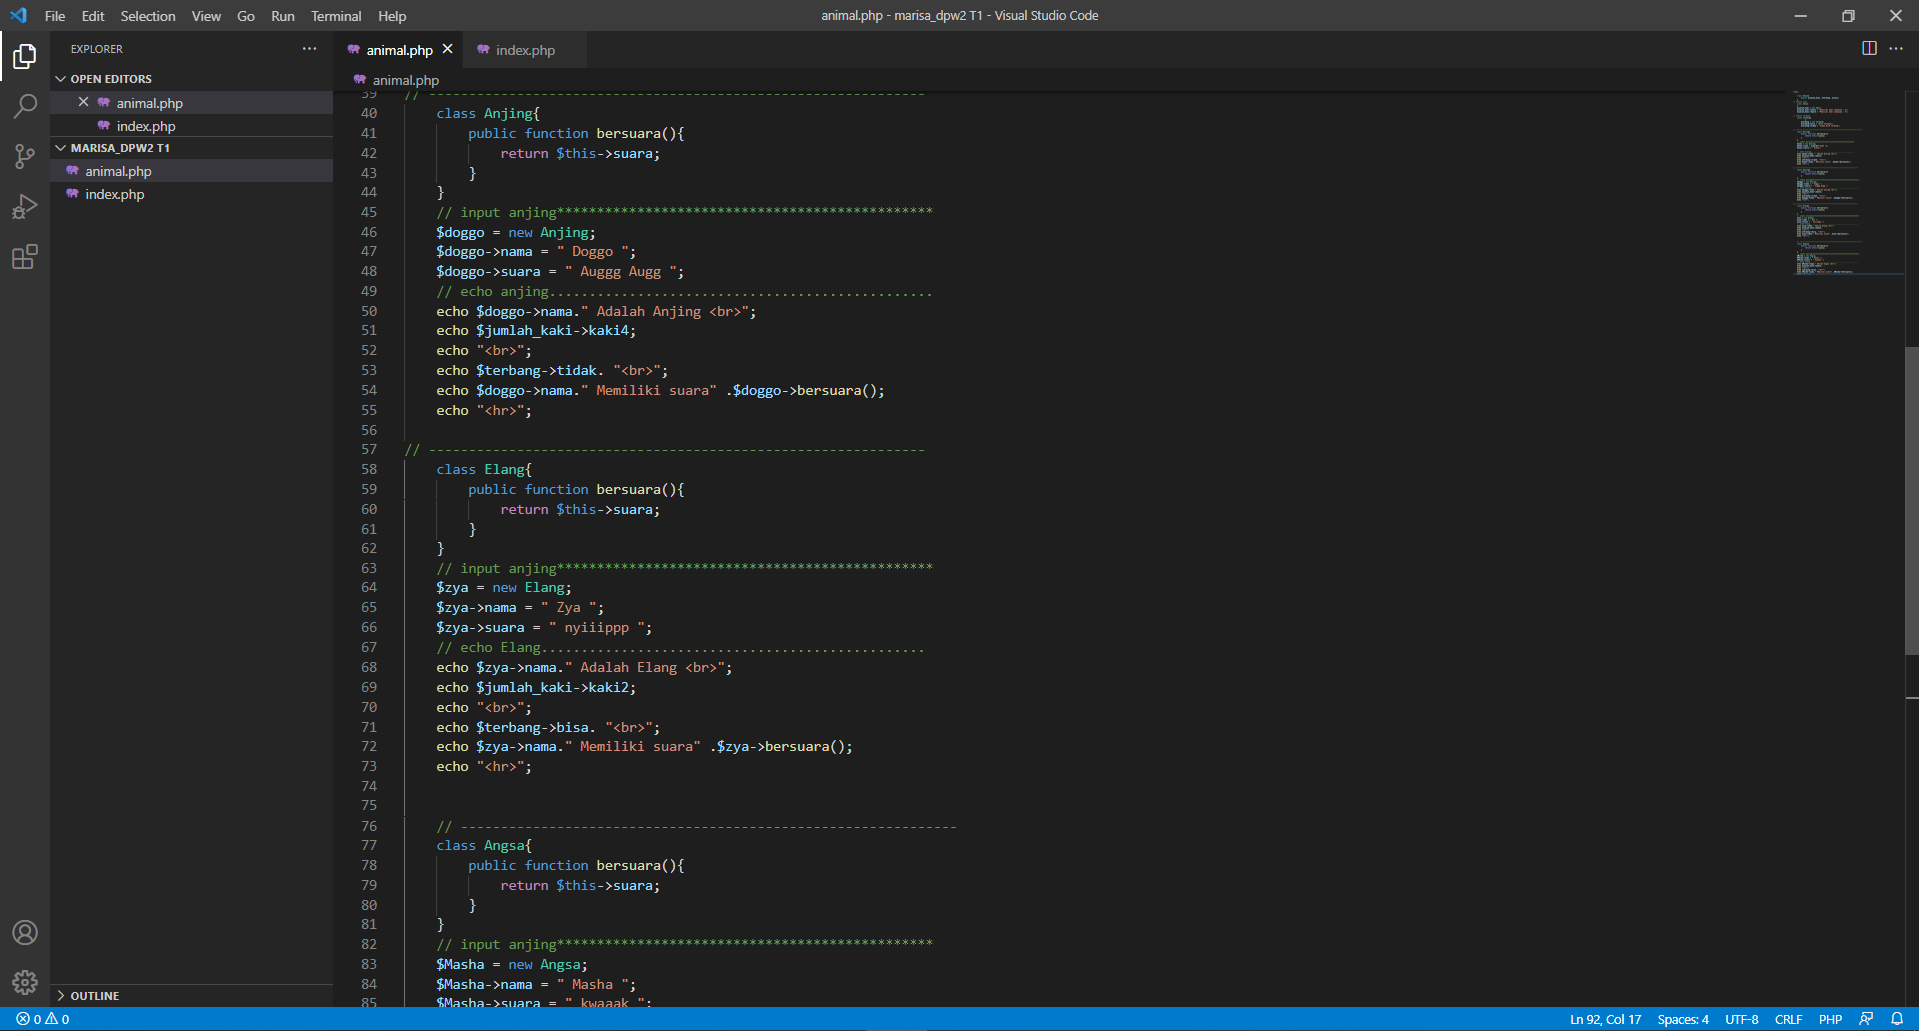 File Edit Selection View Go Run Terminal Help
animal.php - marisa_dpw2 T1 - Visual Studio Code
EXPLORER
OPEN EDITORS
animal.php
index.php
MARISA_DPW2 T1
animal.php
index.php
OUTLINE
animal.php index.php
animal.php
39 // --------------------------------------------------------------
40 class Anjing{
41 public function bersuara(){
42 return $this->suara;
43 }
44 }
45 // input anjing***********************************************
46 $doggo = new Anjing;
47 $doggo->nama = " Doggo ";
48 $doggo->suara = " Auggg Augg ";
49 // echo anjing................................................
50 echo $doggo->nama." Adalah Anjing <br>";
51 echo $jumlah_kaki->kaki4;
52 echo "<br>";
53 echo $terbang->tidak. "<br>";
54 echo $doggo->nama." Memiliki suara" .$doggo->bersuara();
55 echo "<hr>";
56
57 // --------------------------------------------------------------
58 class Elang{
59 public function bersuara(){
60 return $this->suara;
61 }
62 }
63 // input anjing***********************************************
64 $zya = new Elang;
65 $zya->nama = " Zya ";
66 $zya->suara = " nyiiippp ";
67 // echo Elang................................................
68 echo $zya->nama." Adalah Elang <br>";
69 echo $jumlah_kaki->kaki2;
70 echo "<br>";
71 echo $terbang->bisa. "<br>";
72 echo $zya->nama." Memiliki suara" .$zya->bersuara();
73 echo "<hr>";
74
75
76 // --------------------------------------------------------------
77 class Angsa{
78 public function bersuara(){
79 return $this->suara;
80 }
81 }
82 // input anjing***********************************************
83 $Masha = new Angsa;
84 $Masha->nama = " Masha ";
85 $Masha->suara = " kwaaak ";
0 0
Ln 92, Col 17 Spaces: 4 UTF-8 CRLF PHP